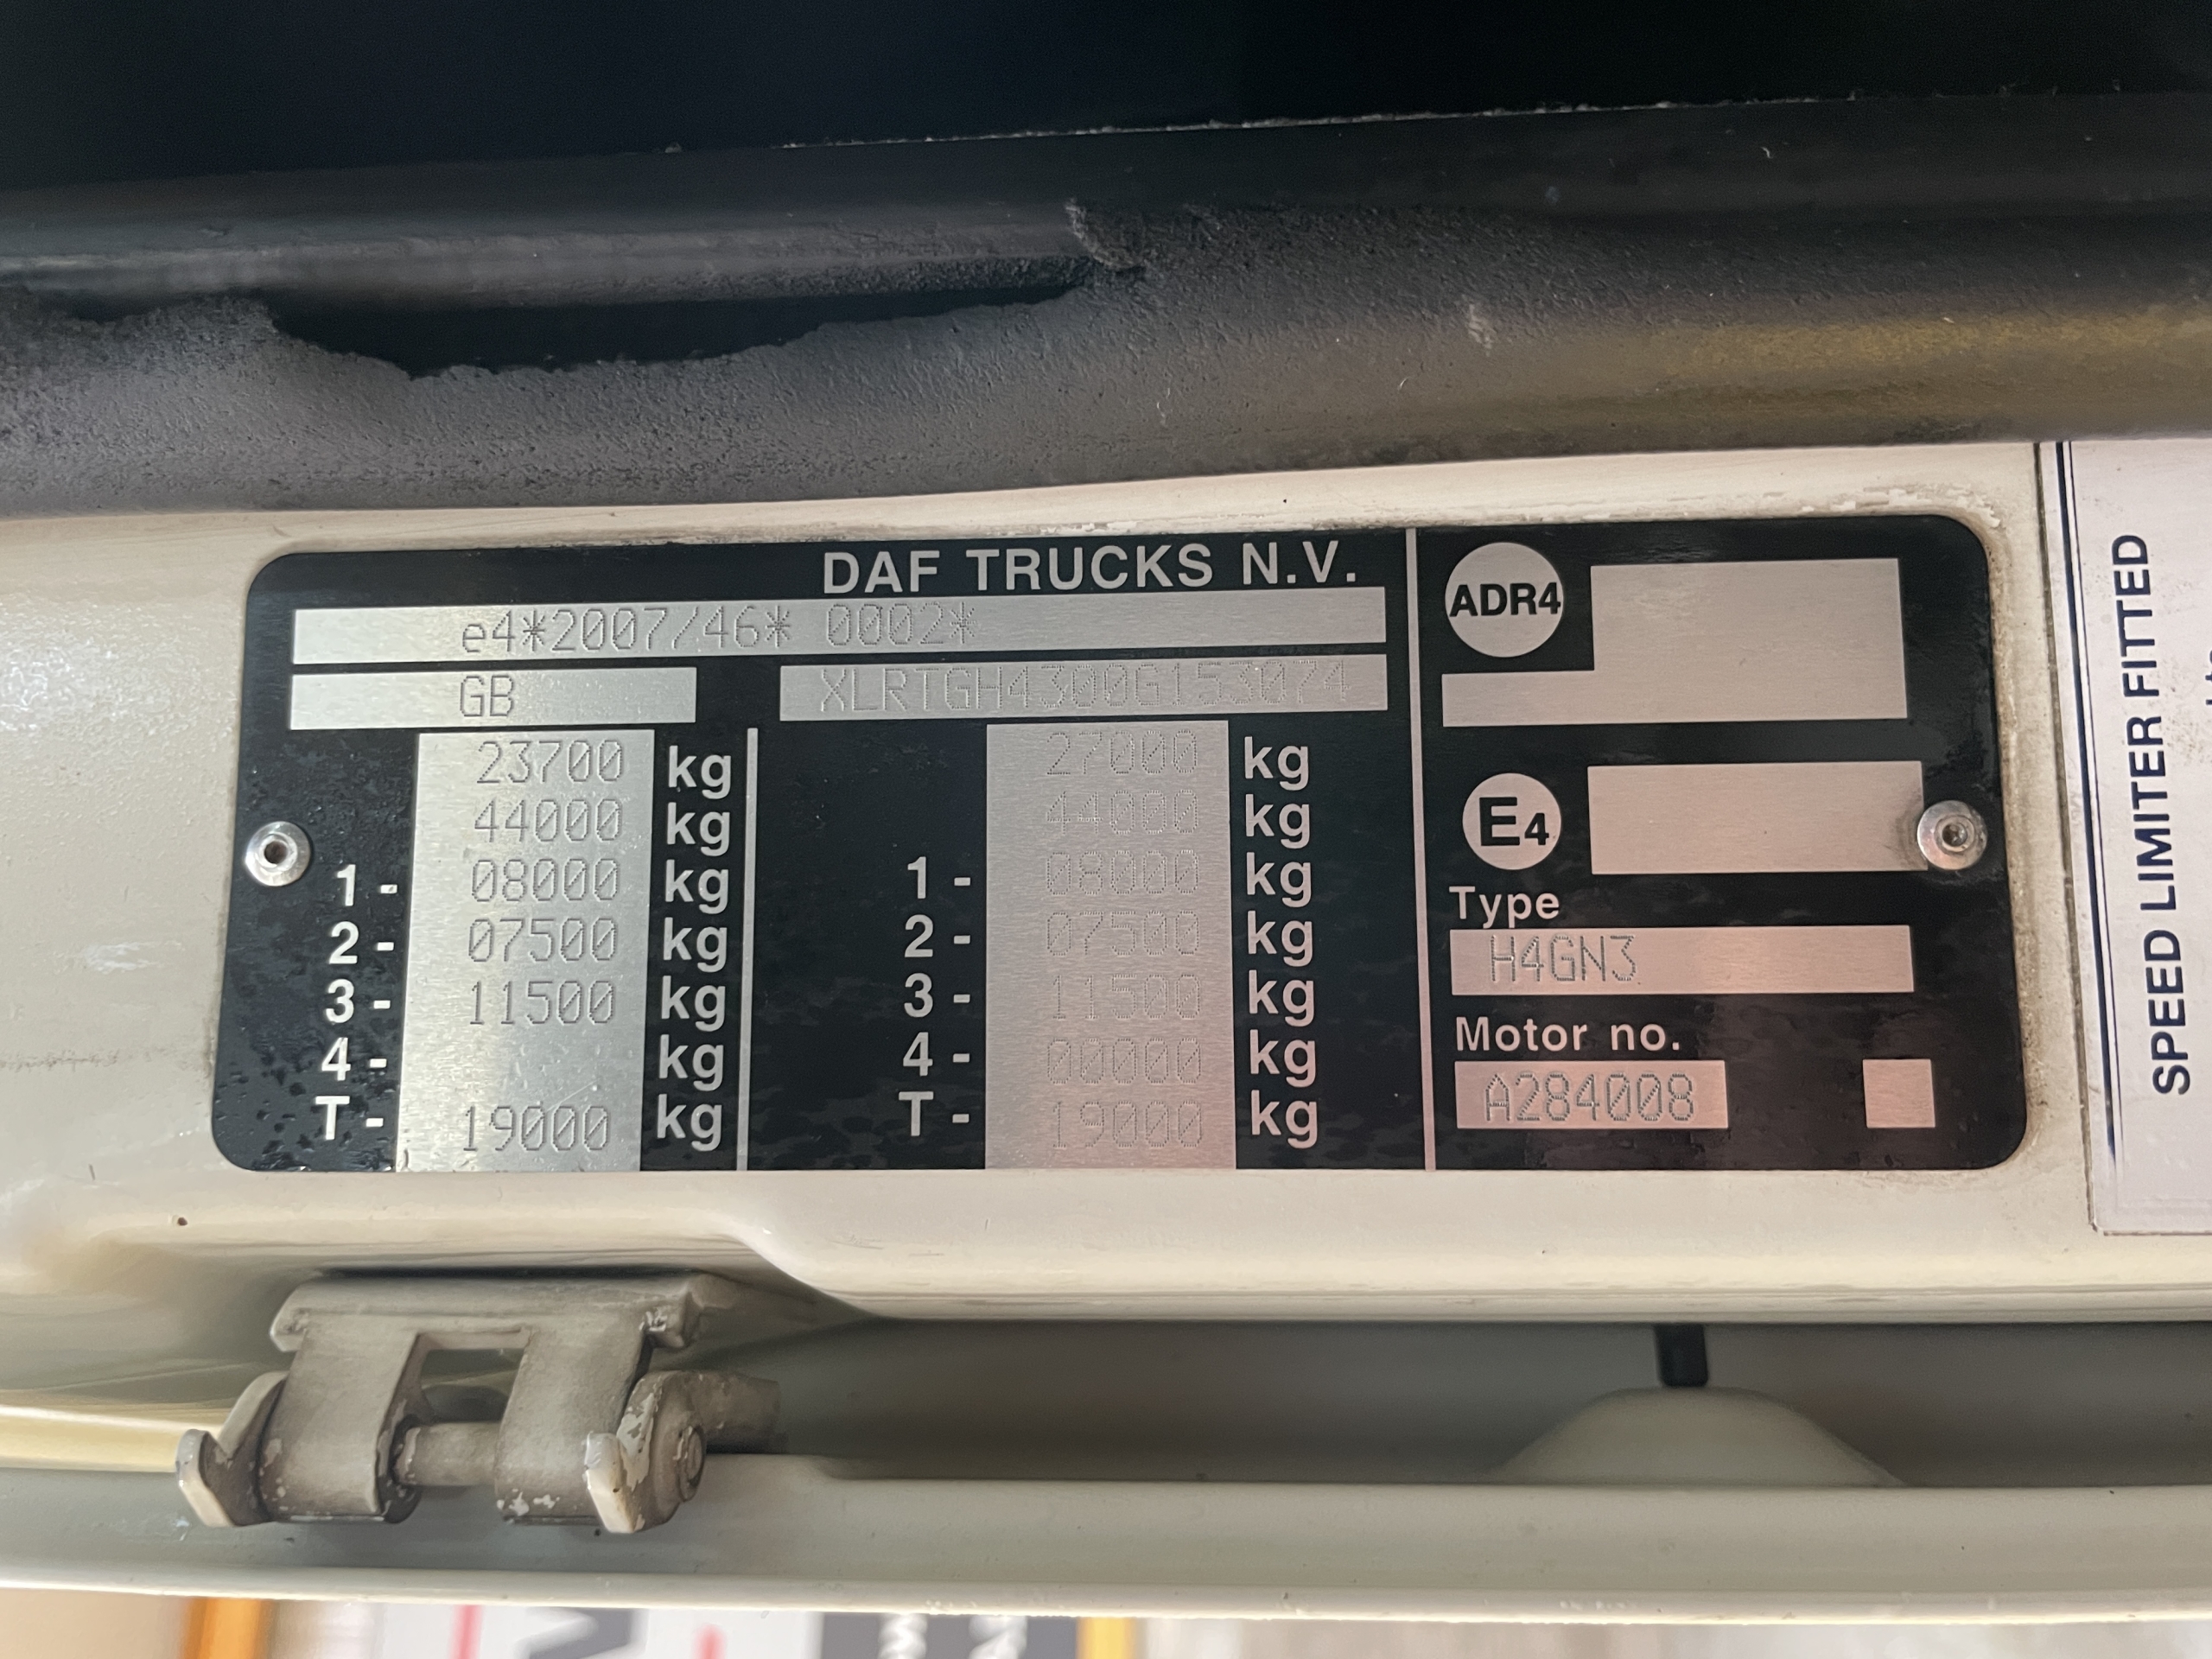 DAF TRUCKS N.V.
e4*2007/46* 0002*
GB XLRTGH4300G153074
23700 kg 27000 kg
44000 kg 44000 kg
1 - 08000 kg 1 - 08000 kg
2 - 07500 kg 2 - 07500 kg
3 - 11500 kg 3 - 11500 kg
4 - kg 4 - 00000 kg
T - 19000 kg T - 19000 kg
ADR4
E4
Type
H4GN3
Motor no.
A284008
SPEED LIMITER FITTED